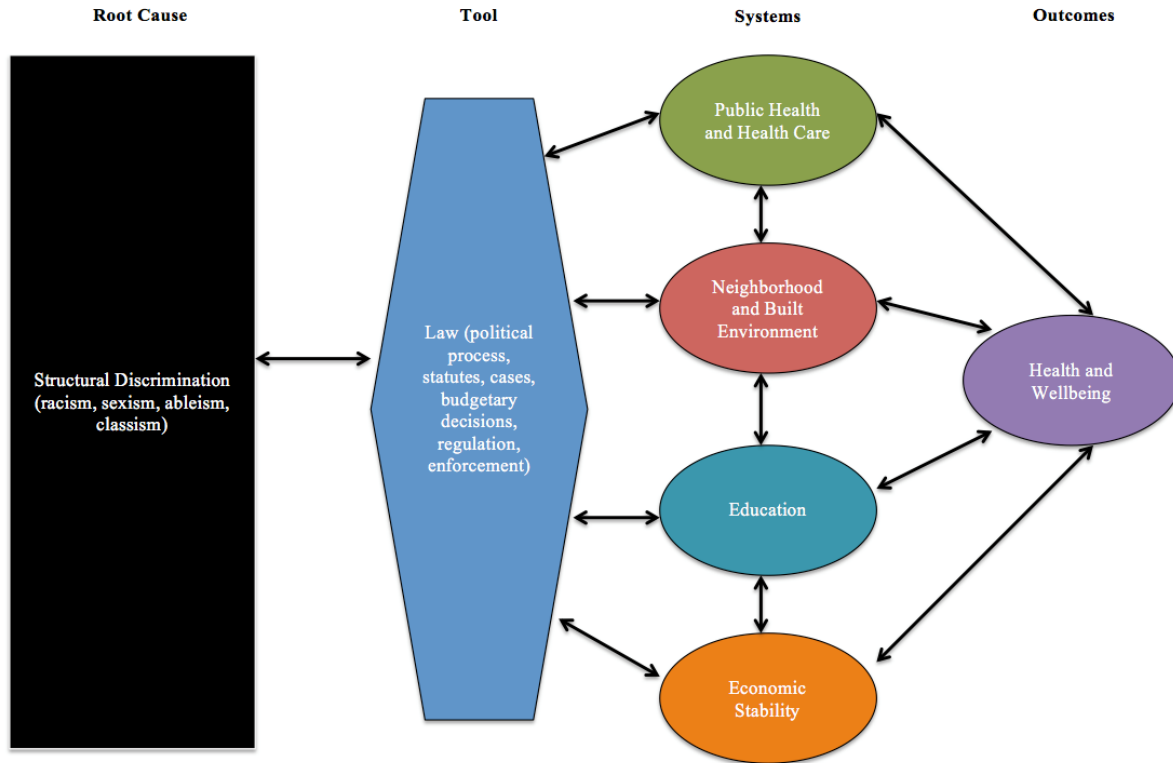 Root Cause
Tool
Systems
Outcomes
Structural Discrimination
(racism, sexism, ableism,
classism)
Law (political
process,
statutes, cases,
budgetary
decisions,
regulation,
enforcement)
Public Health
and Health Care
Neighborhood
and Built
Environment
Education
Economic
Stability
Health and
Wellbeing